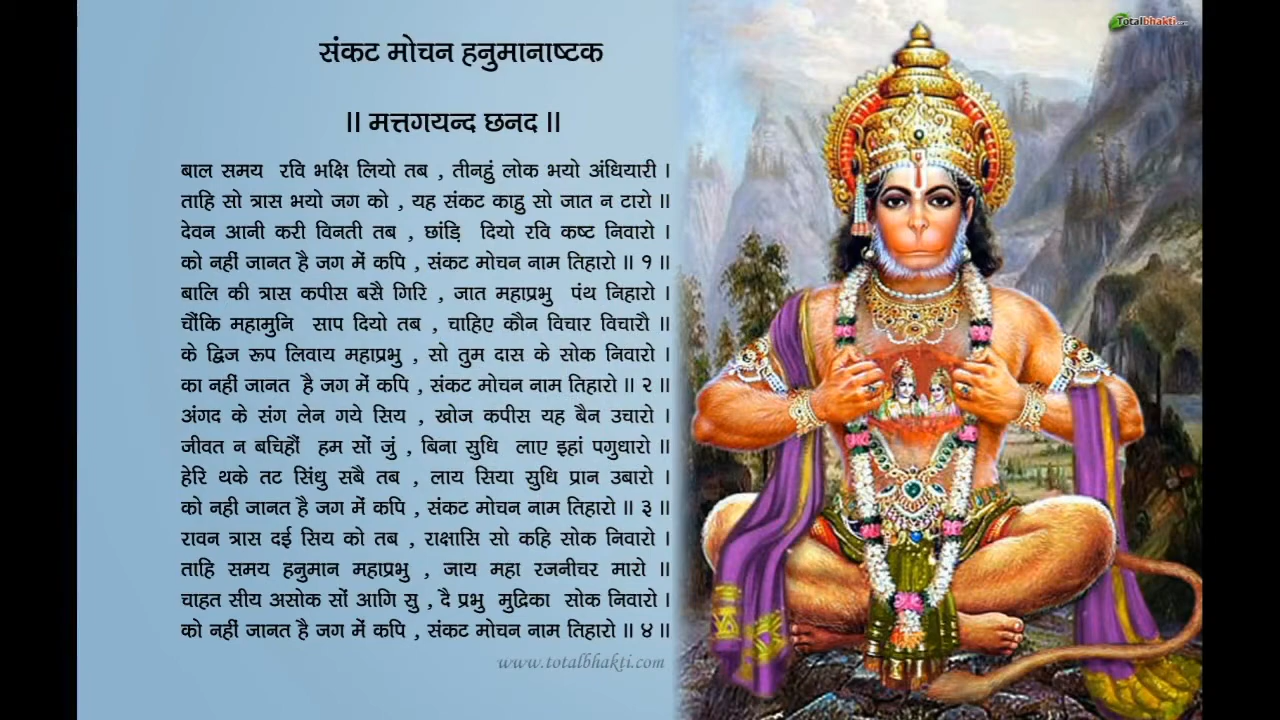 संकट मोचन हनुमानाष्टक
॥ मत्तगयन्द छनद ॥
बाल समय रवि भक्षि लियो तब , तीनहुं लोक भयो अंधियारी ।
ताहि सो त्रास भयो जग को , यह संकट काहु सो जात न टारो ॥
देवन आनी करी विनती तब , छांड़ि दियो रवि कष्ट निवारो ।
को नहीं जानत है जग में कपि , संकट मोचन नाम तिहारो ॥ १ ॥
बालि की त्रास कपीस बसै गिरि , जात महाप्रभु पंथ निहारो ।
चौंकि महामुनि साप दियो तब , चाहिए कौन विचार विचारौ ॥
के द्विज रूप लिवाय महाप्रभु , सो तुम दास के सोक निवारो ।
का नहीं जानत है जग में कपि , संकट मोचन नाम तिहारो ॥ २ ॥
अंगद के संग लेन गये सिय , खोज कपीस यह बैन उचारो ।
जीवत न बचिहौं हम सों जुं , बिना सुधि लाए इहां पगुधारो ॥
हेरि थके तट सिंधु सबै तब , लाय सिया सुधि प्रान उबारो ।
को नही जानत है जग में कपि , संकट मोचन नाम तिहारो ॥ ३ ॥
रावन त्रास दई सिय को तब , राक्षासि सो कहि सोक निवारो ।
ताहि समय हनुमान महाप्रभु , जाय महा रजनीचर मारो ॥
चाहत सीय असोक सों आगि सु , दै प्रभु मुद्रिका सोक निवारो ।
को नहीं जानत है जग में कपि , संकट मोचन नाम तिहारो ॥ ४ ॥
www.totalbhakti.com
Totalbhakti.com